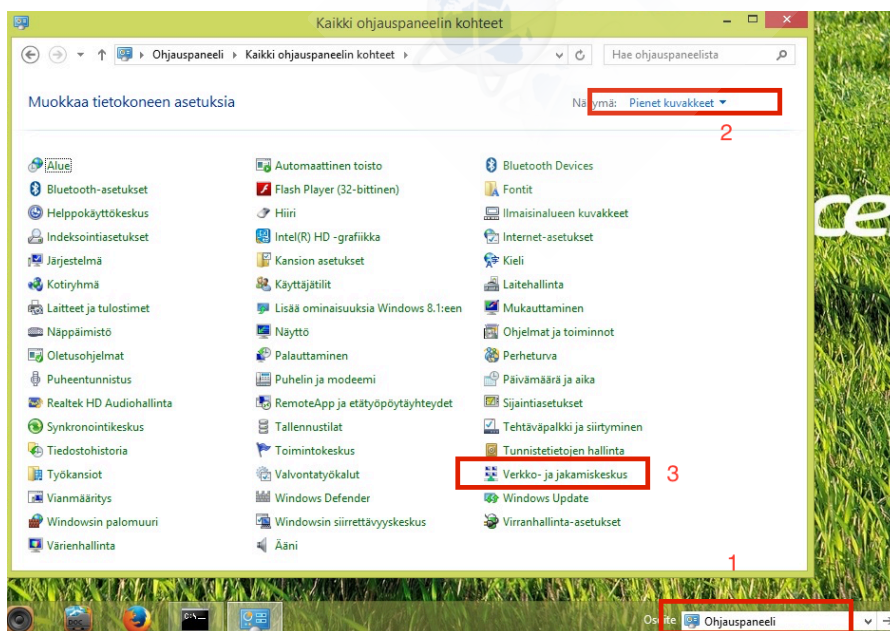 Kaikki ohjauspaneelin kohteet
Ohjauspaneeli Kaikki ohjauspaneelin kohteet
Hae ohjauspaneelista
Muokkaa tietokoneen asetuksia
Näkymä: Pienet kuvakkeet
2
Alue
Automaattinen toisto
Bluetooth Devices
Bluetooth-asetukset
Flash Player (32-bittinen)
Fontit
Helppokäyttökeskus
Hiiri
Ilmaisinalueen kuvakkeet
Indeksointiasetukset
Intel(R) HD -grafiikka
Internet-asetukset
Järjestelmä
Kansion asetukset
Kieli
Kotiryhmä
Käyttäjätilit
Laitehallinta
Laitteet ja tulostimet
Lisää ominaisuuksia Windows 8.1:een
Mukauttaminen
Näppäimistö
Näyttö
Ohjelmat ja toiminnot
Oletusohjelmat
Palauttaminen
Perheturva
Puheentunnistus
Puhelin ja modeemi
Päivämäärä ja aika
Realtek HD Audiohallinta
RemoteApp ja etätyöpöytäyhteydet
Sijaintiasetukset
Synkronointikeskus
Tallennustilat
Tehtäväpalkki ja siirtyminen
Tiedostohistoria
Toimintokeskus
Tunnistetietojen hallinta
Työkansiot
Valvontatyökalut
Verkko- ja jakamiskeskus
3
Vianmääritys
Windows Defender
Windows Update
Windowsin palomuuri
Windowsin siirrettävyyskeskus
Virranhallinta-asetukset
Värienhallinta
Ääni
1
Osoite Ohjauspaneeli